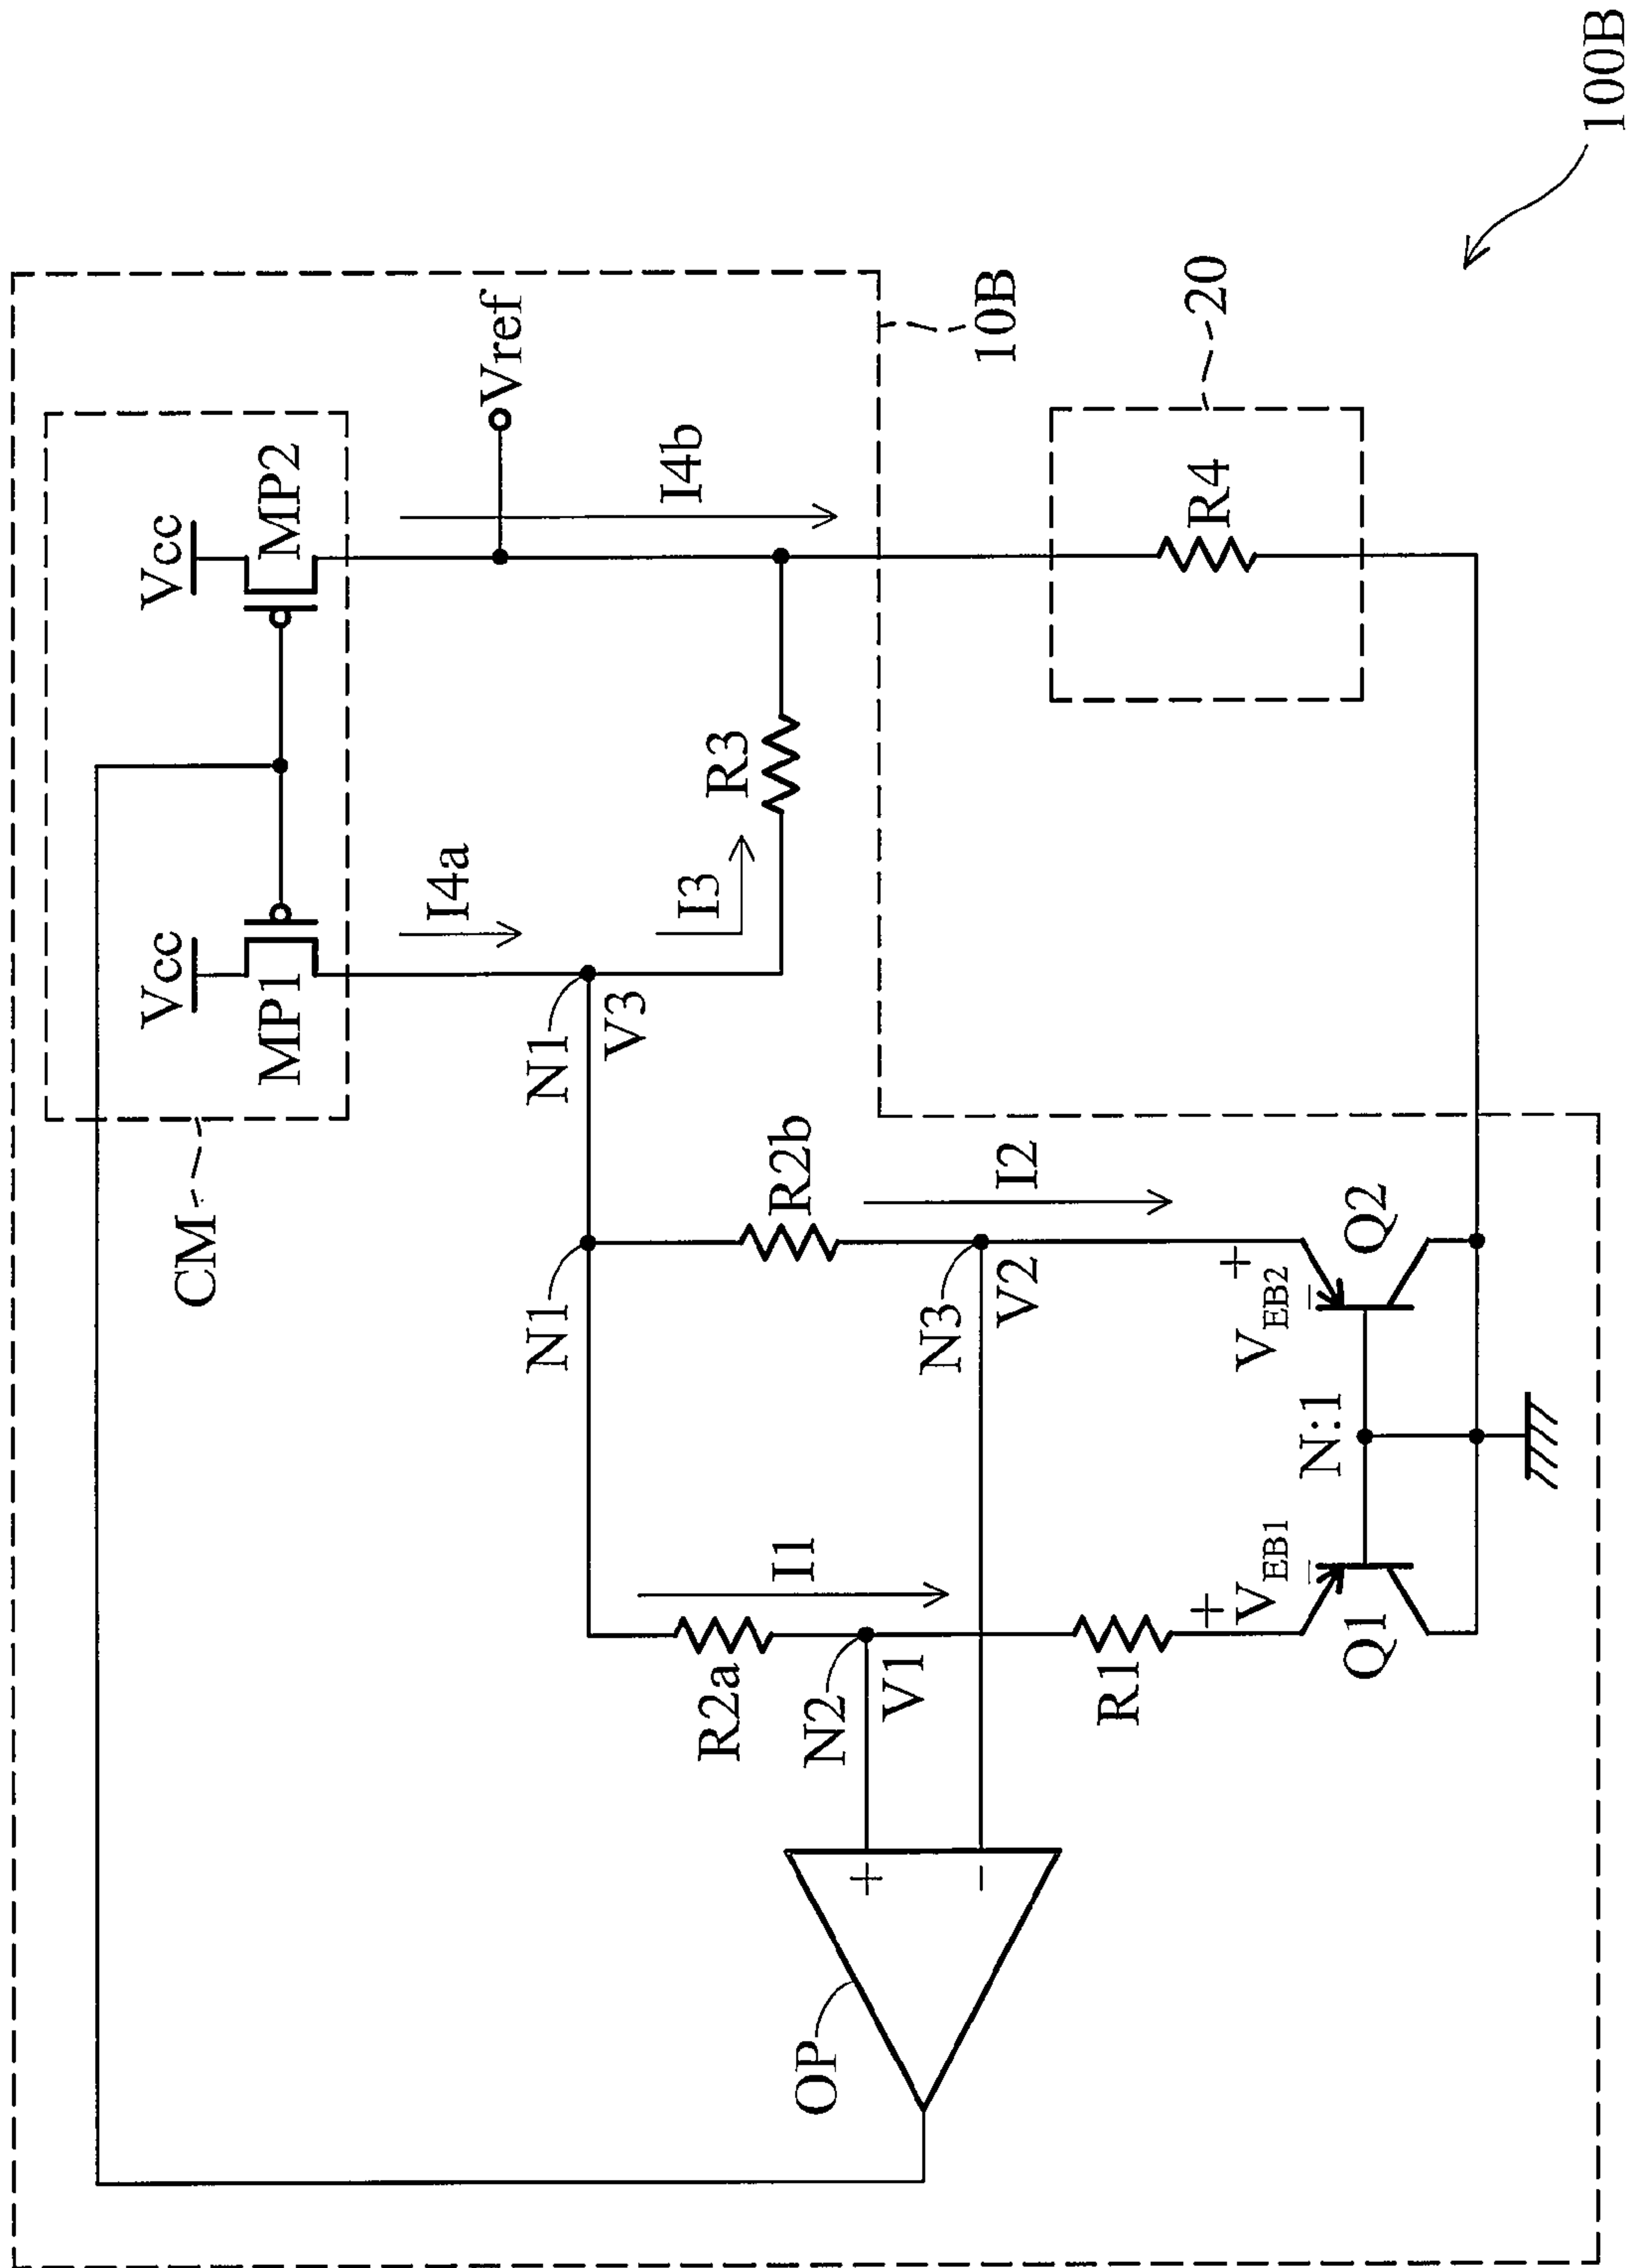 100B
Vcc
Vcc
MP1
MP2
CM
I4a
I4b
Vref
N1
N1
V3
I3
R3
10B
R2a
R2b
I1
I2
N2
V1
N3
V2
OP
+
-
R1
+
VEB1
-
+
VEB2
-
Q1
Q2
N:1
R4
20